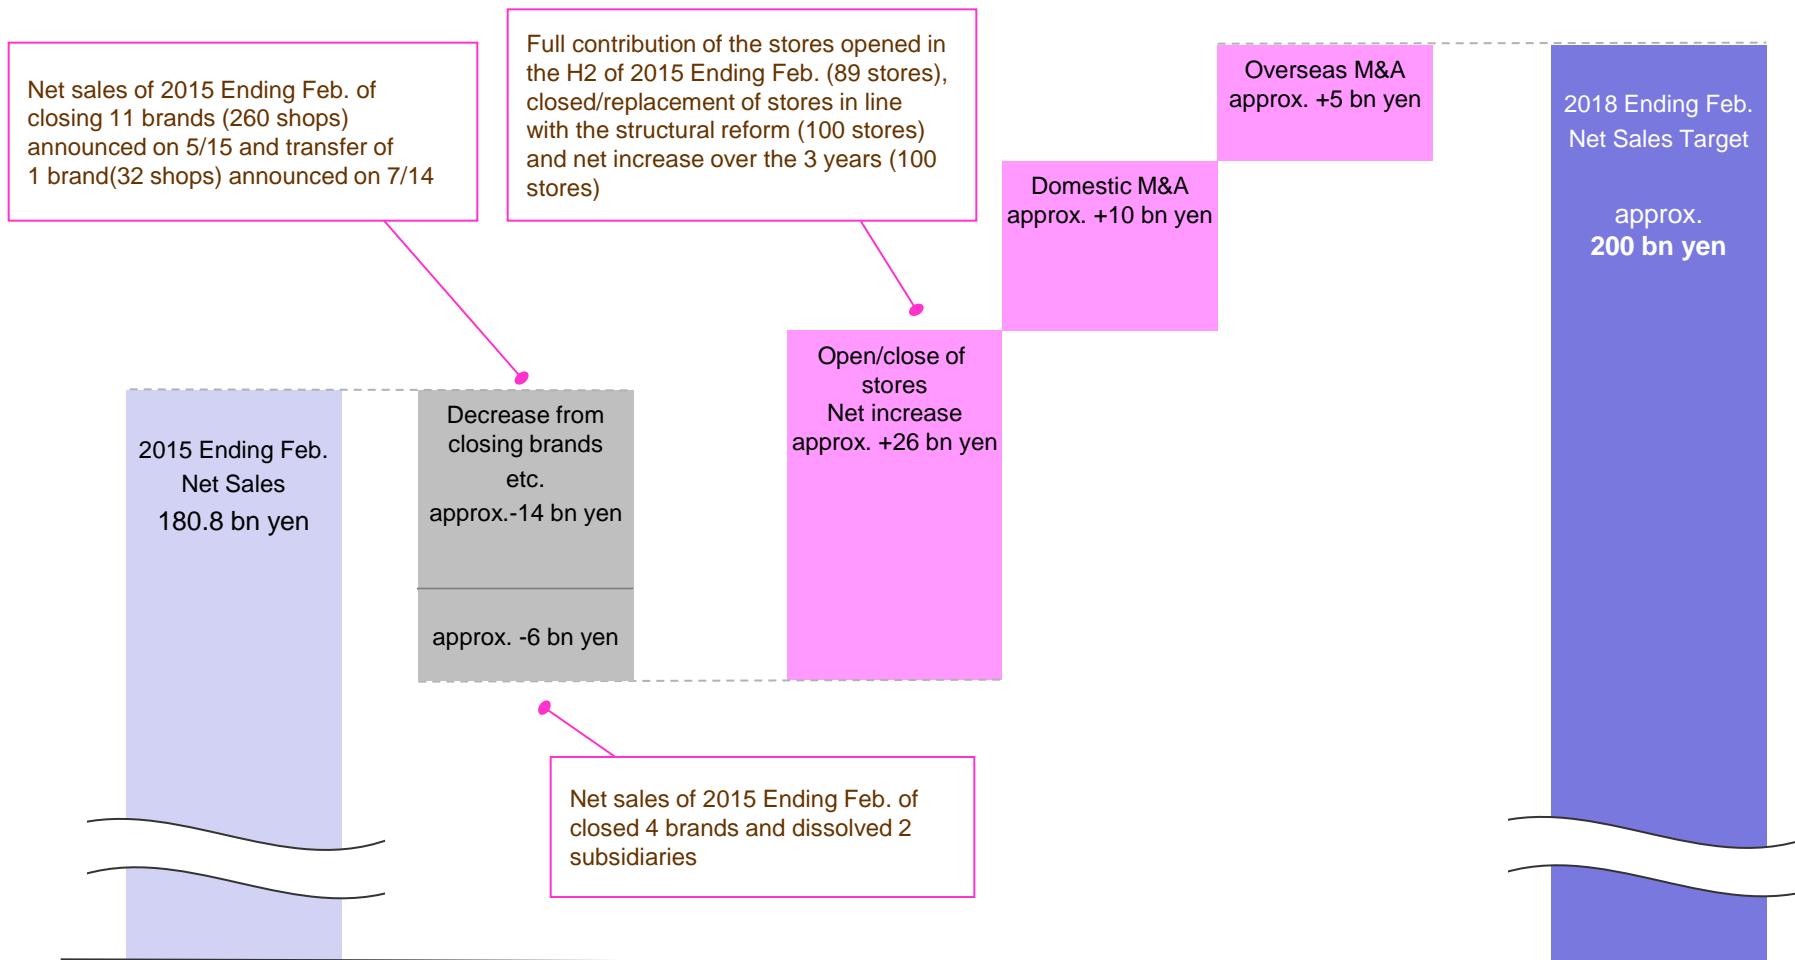 Net sales of 2015 Ending Feb. of
closing 11 brands (260 shops)
announced on 5/15 and transfer of
1 brand(32 shops) announced on 7/14
Full contribution of the stores opened in
the H2 of 2015 Ending Feb. (89 stores),
closed/replacement of stores in line
with the structural reform (100 stores)
and net increase over the 3 years (100
stores)
Overseas M&A
approx. +5 bn yen
2018 Ending Feb.
Net Sales Target
approx.
200 bn yen
Domestic M&A
approx. +10 bn yen
Open/close of
stores
Net increase
approx. +26 bn yen
2015 Ending Feb.
Net Sales
180.8 bn yen
Decrease from
closing brands
etc.
approx.-14 bn yen
approx. -6 bn yen
Net sales of 2015 Ending Feb. of
closed 4 brands and dissolved 2
subsidiaries